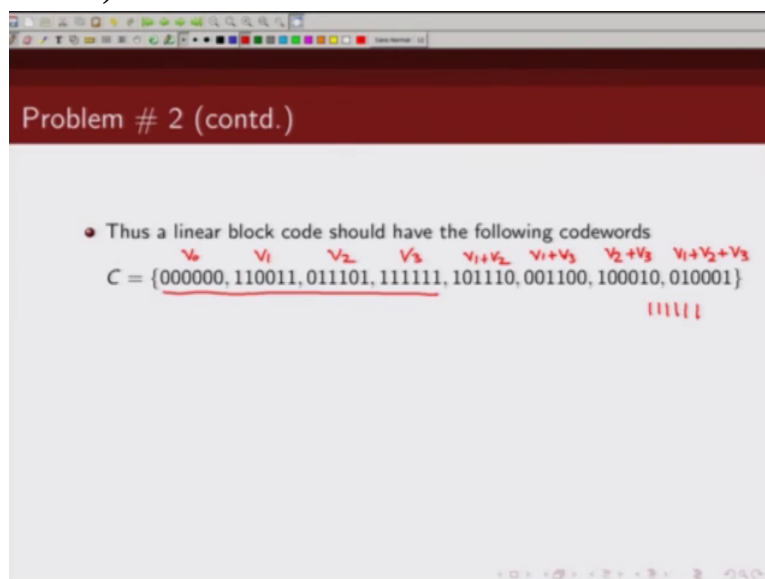 Problem # 2 (contd.)
Thus a linear block code should have the following codewords
V₀ V₁ V₂ V₃ V₁+V₂ V₁+V₃ V₂+V₃ V₁+V₂+V₃
C = {000000, 110011, 011101, 111111, 101110, 001100, 100010, 010001}
111111